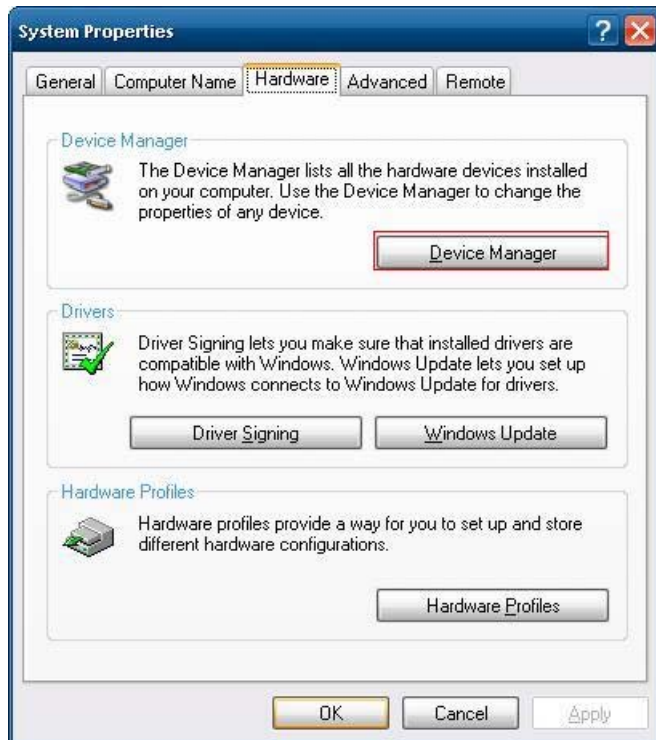 System Properties
General Computer Name Hardware Advanced Remote
Device Manager
The Device Manager lists all the hardware devices installed
on your computer. Use the Device Manager to change the
properties of any device.
Device Manager
Drivers
Driver Signing lets you make sure that installed drivers are
compatible with Windows. Windows Update lets you set up
how Windows connects to Windows Update for drivers.
Driver Signing Windows Update
Hardware Profiles
Hardware profiles provide a way for you to set up and store
different hardware configurations.
Hardware Profiles
OK Cancel Apply